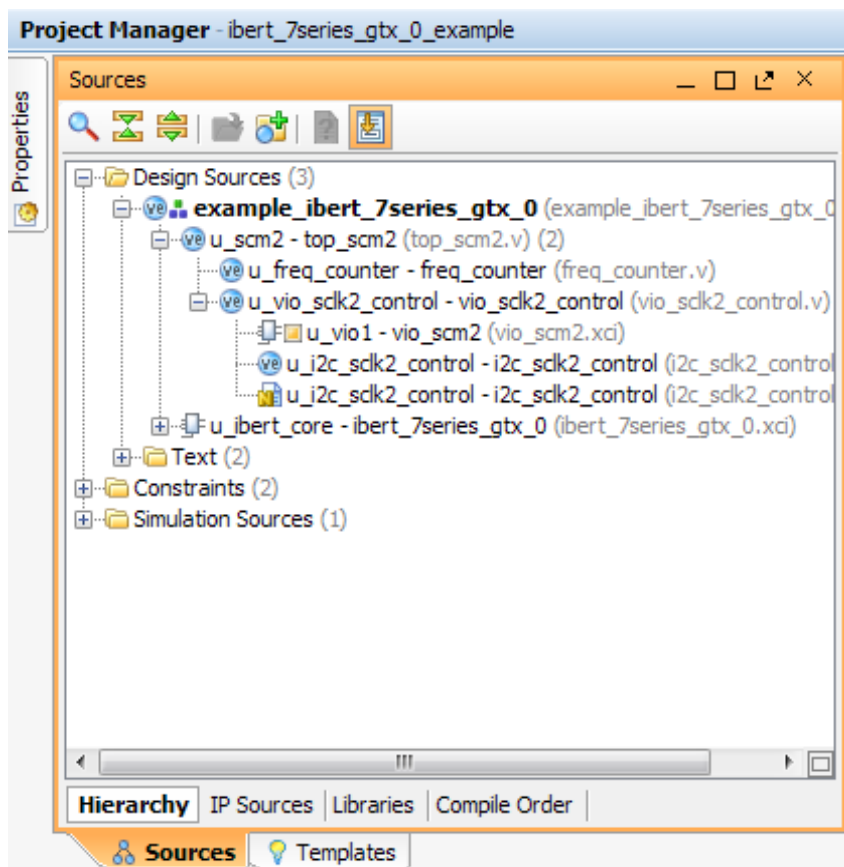 Project Manager - ibert_7series_gtx_0_example
Properties
Sources
Design Sources (3)
example_ibert_7series_gtx_0 (example_ibert_7series_gtx_0
u_scm2 - top_scm2 (top_scm2.v) (2)
u_freq_counter - freq_counter (freq_counter.v)
u_vio_sclk2_control - vio_sclk2_control (vio_sclk2_control.v)
u_vio1 - vio_scm2 (vio_scm2.xci)
u_i2c_sclk2_control - i2c_sclk2_control (i2c_sclk2_control
u_i2c_sclk2_control - i2c_sclk2_control (i2c_sclk2_control
u_ibert_core - ibert_7series_gtx_0 (ibert_7series_gtx_0.xci)
Text (2)
Constraints (2)
Simulation Sources (1)
Hierarchy IP Sources Libraries Compile Order
Sources Templates